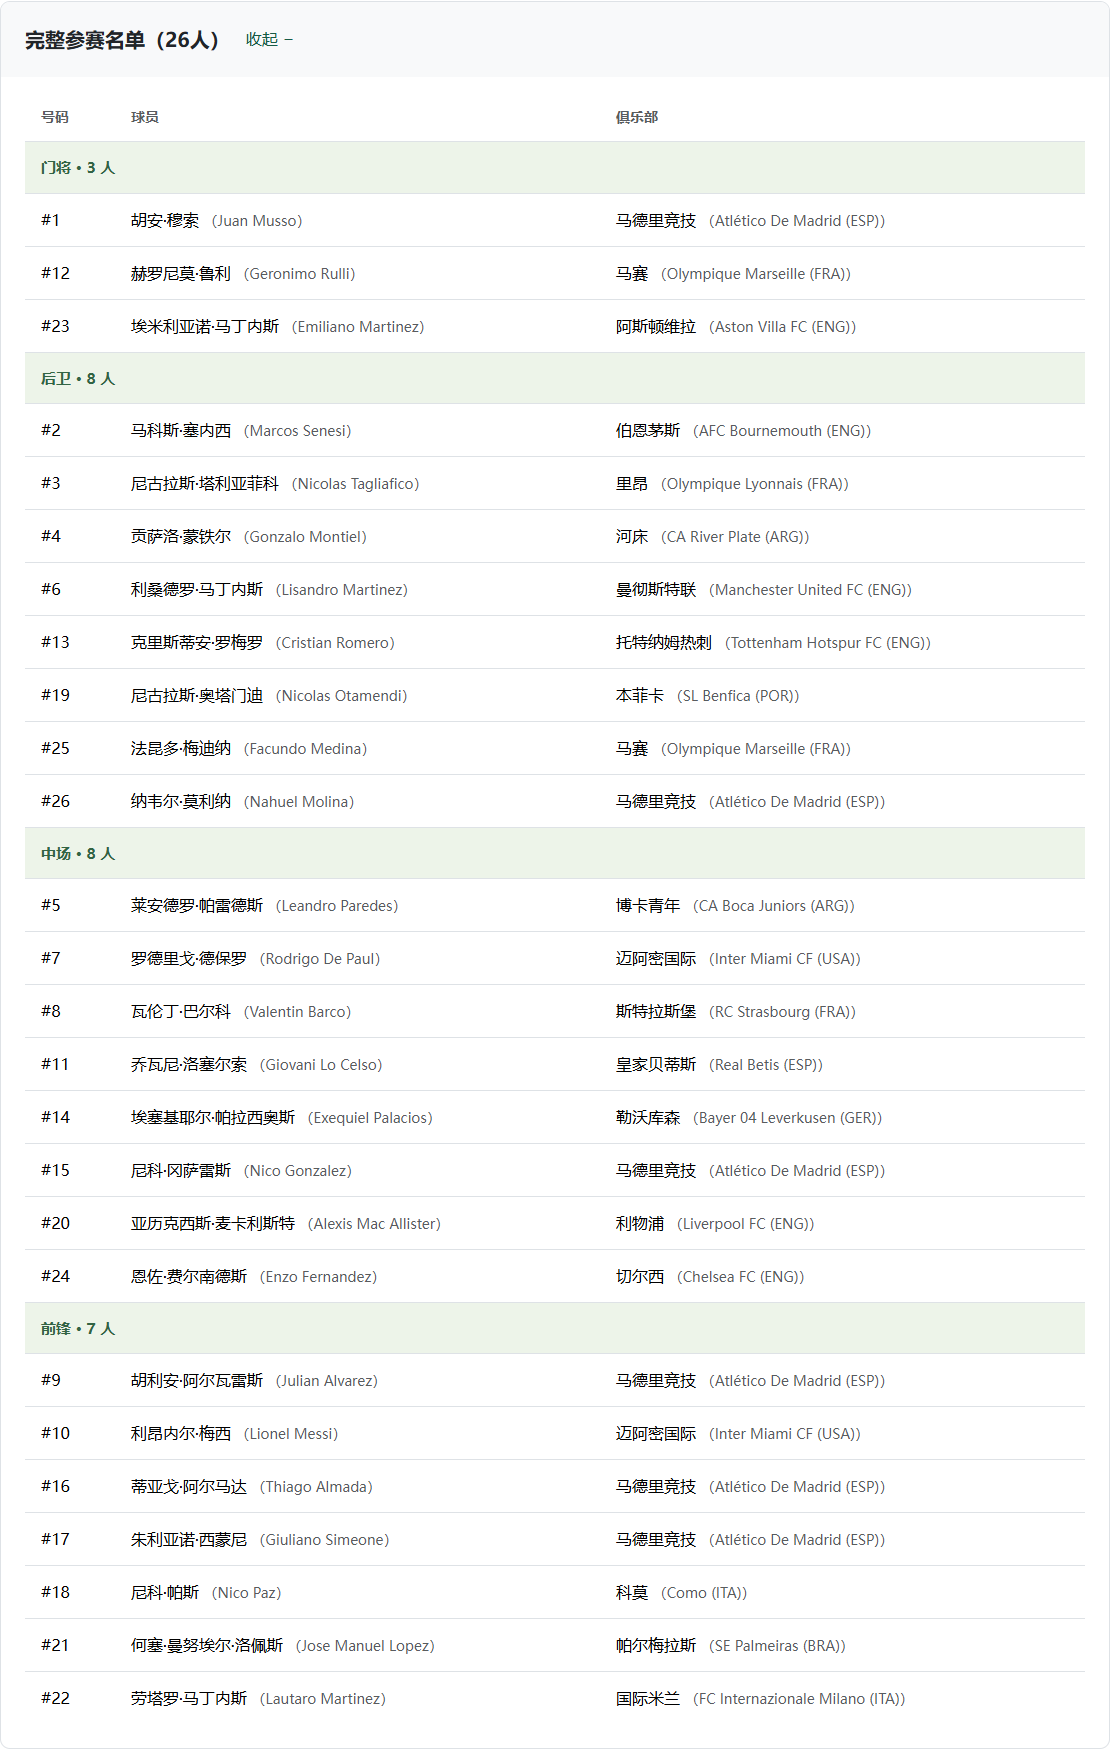 完整参赛名单（26人） 收起 −
号码 球员 俱乐部
门将 • 3 人
#1 胡安·穆索 （Juan Musso） 马德里竞技 （Atlético De Madrid (ESP)）
#12 赫罗尼莫·鲁利 （Geronimo Rulli） 马赛 （Olympique Marseille (FRA)）
#23 埃米利亚诺·马丁内斯 （Emiliano Martinez） 阿斯顿维拉 （Aston Villa FC (ENG)）
后卫 • 8 人
#2 马科斯·塞内西 （Marcos Senesi） 伯恩茅斯 （AFC Bournemouth (ENG)）
#3 尼古拉斯·塔利亚菲科 （Nicolas Tagliafico） 里昂 （Olympique Lyonnais (FRA)）
#4 贡萨洛·蒙铁尔 （Gonzalo Montiel） 河床 （CA River Plate (ARG)）
#6 利桑德罗·马丁内斯 （Lisandro Martinez） 曼彻斯特联 （Manchester United FC (ENG)）
#13 克里斯蒂安·罗梅罗 （Cristian Romero） 托特纳姆热刺 （Tottenham Hotspur FC (ENG)）
#19 尼古拉斯·奥塔门迪 （Nicolas Otamendi） 本菲卡 （SL Benfica (POR)）
#25 法昆多·梅迪纳 （Facundo Medina） 马赛 （Olympique Marseille (FRA)）
#26 纳韦尔·莫利纳 （Nahuel Molina） 马德里竞技 （Atlético De Madrid (ESP)）
中场 • 8 人
#5 莱安德罗·帕雷德斯 （Leandro Paredes） 博卡青年 （CA Boca Juniors (ARG)）
#7 罗德里戈·德保罗 （Rodrigo De Paul） 迈阿密国际 （Inter Miami CF (USA)）
#8 瓦伦丁·巴尔科 （Valentin Barco） 斯特拉斯堡 （RC Strasbourg (FRA)）
#11 乔瓦尼·洛塞尔索 （Giovani Lo Celso） 皇家贝蒂斯 （Real Betis (ESP)）
#14 埃塞基耶尔·帕拉西奥斯 （Exequiel Palacios） 勒沃库森 （Bayer 04 Leverkusen (GER)）
#15 尼科·冈萨雷斯 （Nico Gonzalez） 马德里竞技 （Atlético De Madrid (ESP)）
#20 亚历克西斯·麦卡利斯特 （Alexis Mac Allister） 利物浦 （Liverpool FC (ENG)）
#24 恩佐·费尔南德斯 （Enzo Fernandez） 切尔西 （Chelsea FC (ENG)）
前锋 • 7 人
#9 胡利安·阿尔瓦雷斯 （Julian Alvarez） 马德里竞技 （Atlético De Madrid (ESP)）
#10 利昂内尔·梅西 （Lionel Messi） 迈阿密国际 （Inter Miami CF (USA)）
#16 蒂亚戈·阿尔马达 （Thiago Almada） 马德里竞技 （Atlético De Madrid (ESP)）
#17 朱利亚诺·西蒙尼 （Giuliano Simeone） 马德里竞技 （Atlético De Madrid (ESP)）
#18 尼科·帕斯 （Nico Paz） 科莫 （Como (ITA)）
#21 何塞·曼努埃尔·洛佩斯 （Jose Manuel Lopez） 帕尔梅拉斯 （SE Palmeiras (BRA)）
#22 劳塔罗·马丁内斯 （Lautaro Martinez） 国际米兰 （FC Internazionale Milano (ITA)）